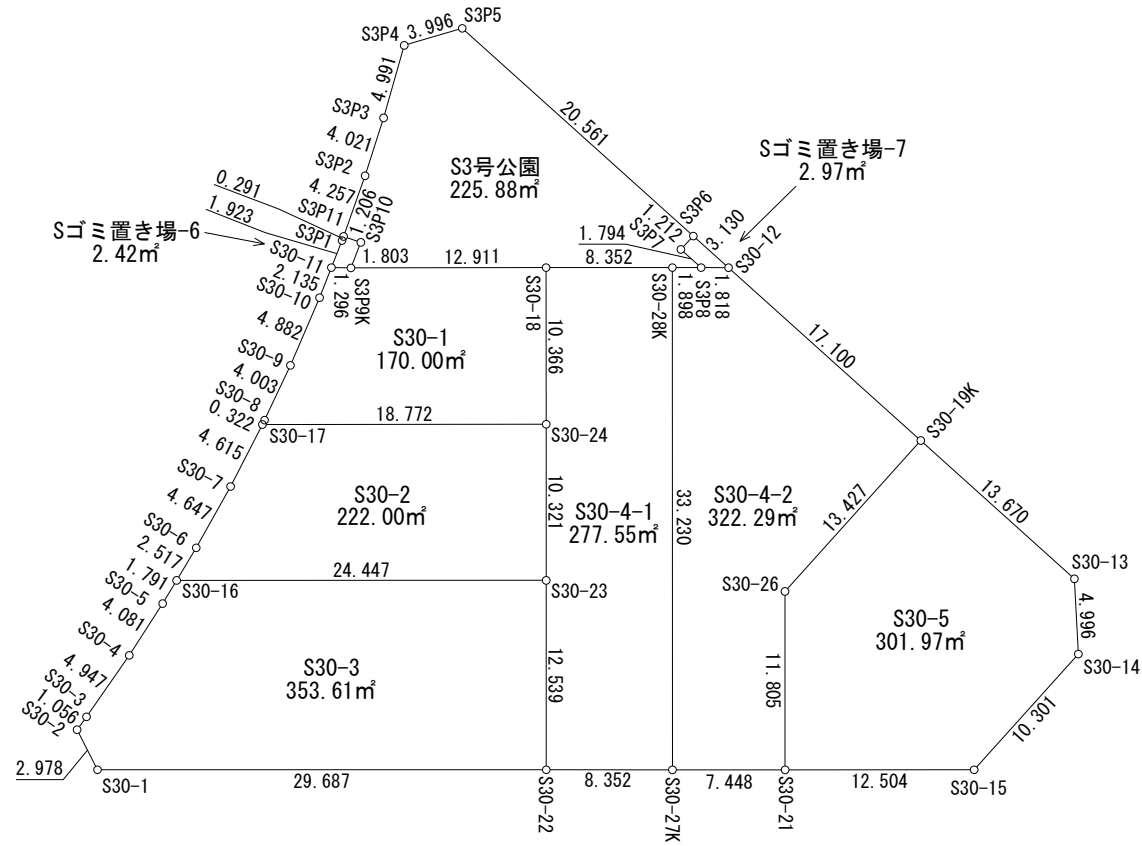 S3P4
3.996
S3P5
4.991
S3P3
4.021
S3P2
4.257
20.561
S3号公園
225.88㎡
Sゴミ置き場-7
2.97㎡
0.291
S3P11
1.206
S3P10
1.923
S3P1
Sゴミ置き場-6
2.42㎡
S30-11
2.135
S30-10
1.296
1.803
S3P9K
12.911
S30-18
1.794
8.352
S30-28K
1.212
S3P7
S3P6
3.130
S30-12
1.898
S3P8
1.818
4.882
S30-9
4.003
S30-8
0.322
S30-17
S30-1
170.00㎡
10.366
18.772
S30-24
17.100
S30-19K
4.615
S30-7
4.647
S30-6
2.517
S30-2
222.00㎡
10.321
S30-4-1
277.55㎡
33.230
S30-4-2
322.29㎡
13.427
13.670
1.791
S30-16
24.447
S30-23
S30-26
S30-13
S30-5
4.081
S30-4
4.947
S30-3
1.056
S30-2
S30-3
353.61㎡
12.539
11.805
S30-5
301.97㎡
4.996
S30-14
10.301
2.978
S30-1
29.687
S30-22
8.352
S30-27K
7.448
S30-21
12.504
S30-15